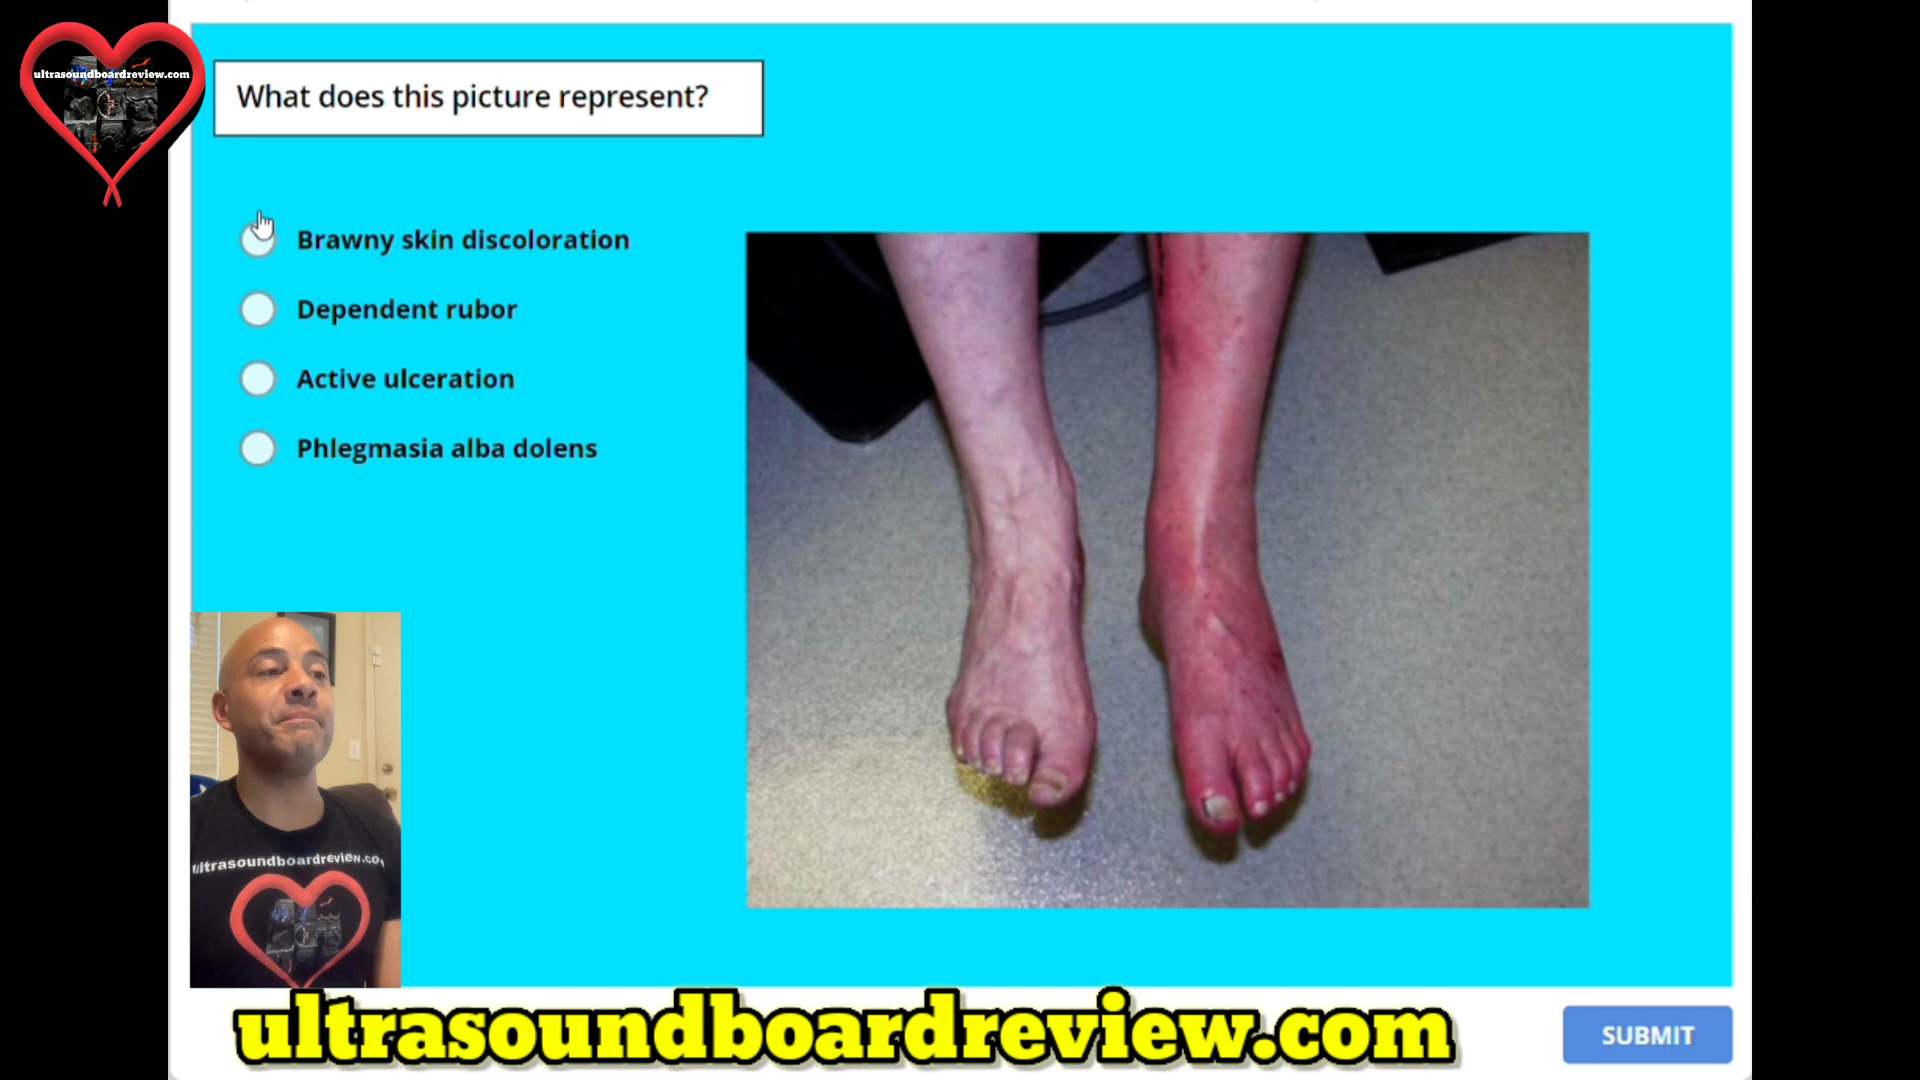 ultrasoundboardreview.com
What does this picture represent?
Brawny skin discoloration
Dependent rubor
Active ulceration
Phlegmasia alba dolens
ultrasoundboardreview.co
ultrasoundboardreview.com
SUBMIT